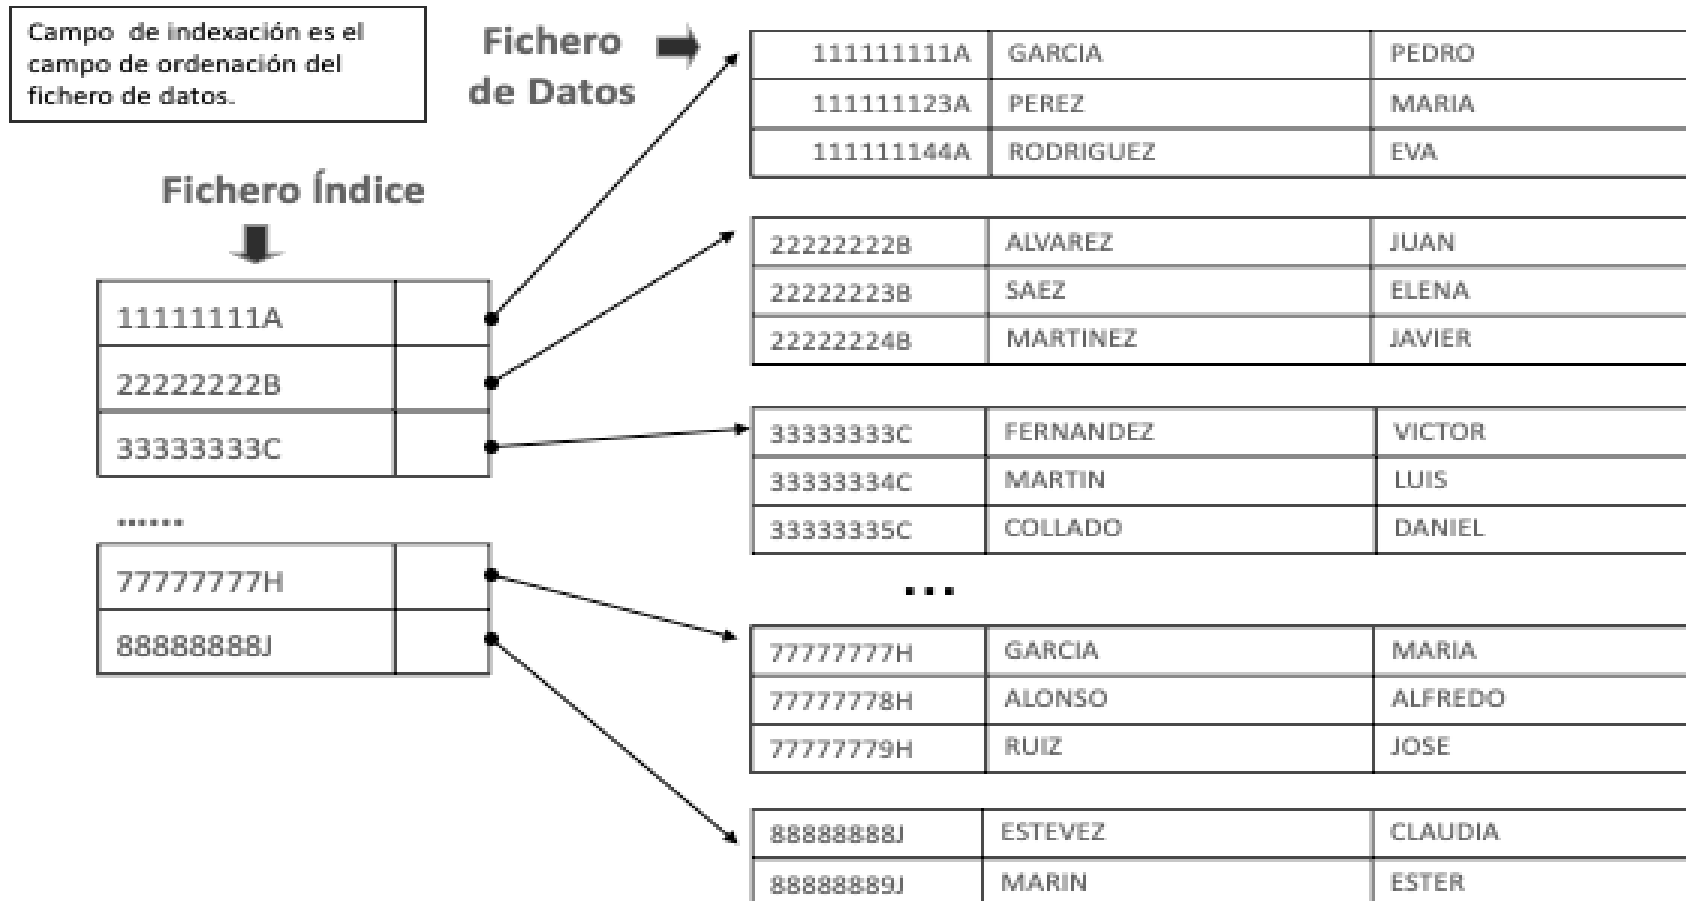 Campo de indexación es el
campo de ordenación del
fichero de datos.
Fichero
de Datos
Fichero Índice
11111111A
22222222B
33333333C
......
77777777H
88888888J
111111111A GARCIA PEDRO
111111123A PEREZ MARIA
111111144A RODRIGUEZ EVA
22222222B ALVAREZ JUAN
22222223B SAEZ ELENA
22222224B MARTINEZ JAVIER
33333333C FERNANDEZ VICTOR
33333334C MARTIN LUIS
33333335C COLLADO DANIEL
...
77777777H GARCIA MARIA
77777778H ALONSO ALFREDO
77777779H RUIZ JOSE
88888888J ESTEVEZ CLAUDIA
88888889J MARIN ESTER